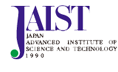 JAIST
JAPAN
ADVANCED INSTITUTE OF
SCIENCE AND TECHNOLOGY
1990